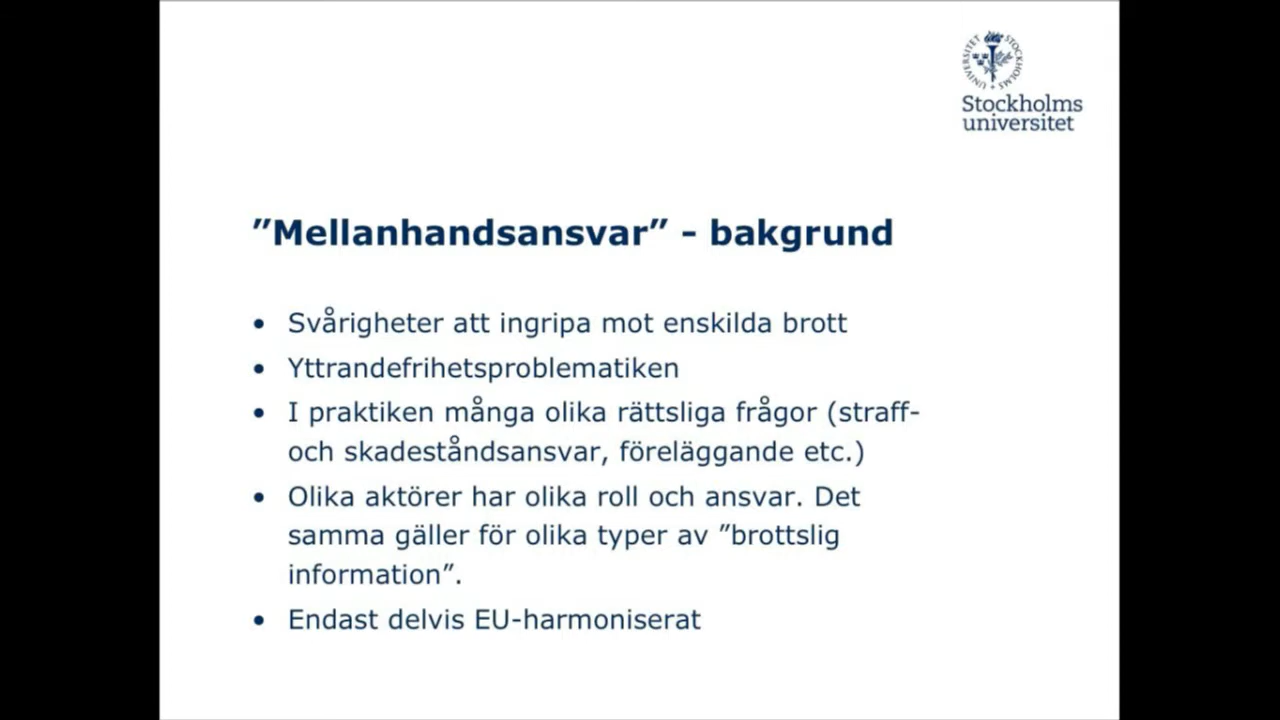 UNIVERSITET STOCKHOLMS
Stockholms
universitet
”Mellanhandsansvar” – bakgrund
• Svårigheter att ingripa mot enskilda brott
• Yttrandefrihetsproblematiken
• I praktiken många olika rättsliga frågor (straff-
och skadeståndsansvar, föreläggande etc.)
• Olika aktörer har olika roll och ansvar. Det
samma gäller för olika typer av ”brottslig
information”.
• Endast delvis EU-harmoniserat